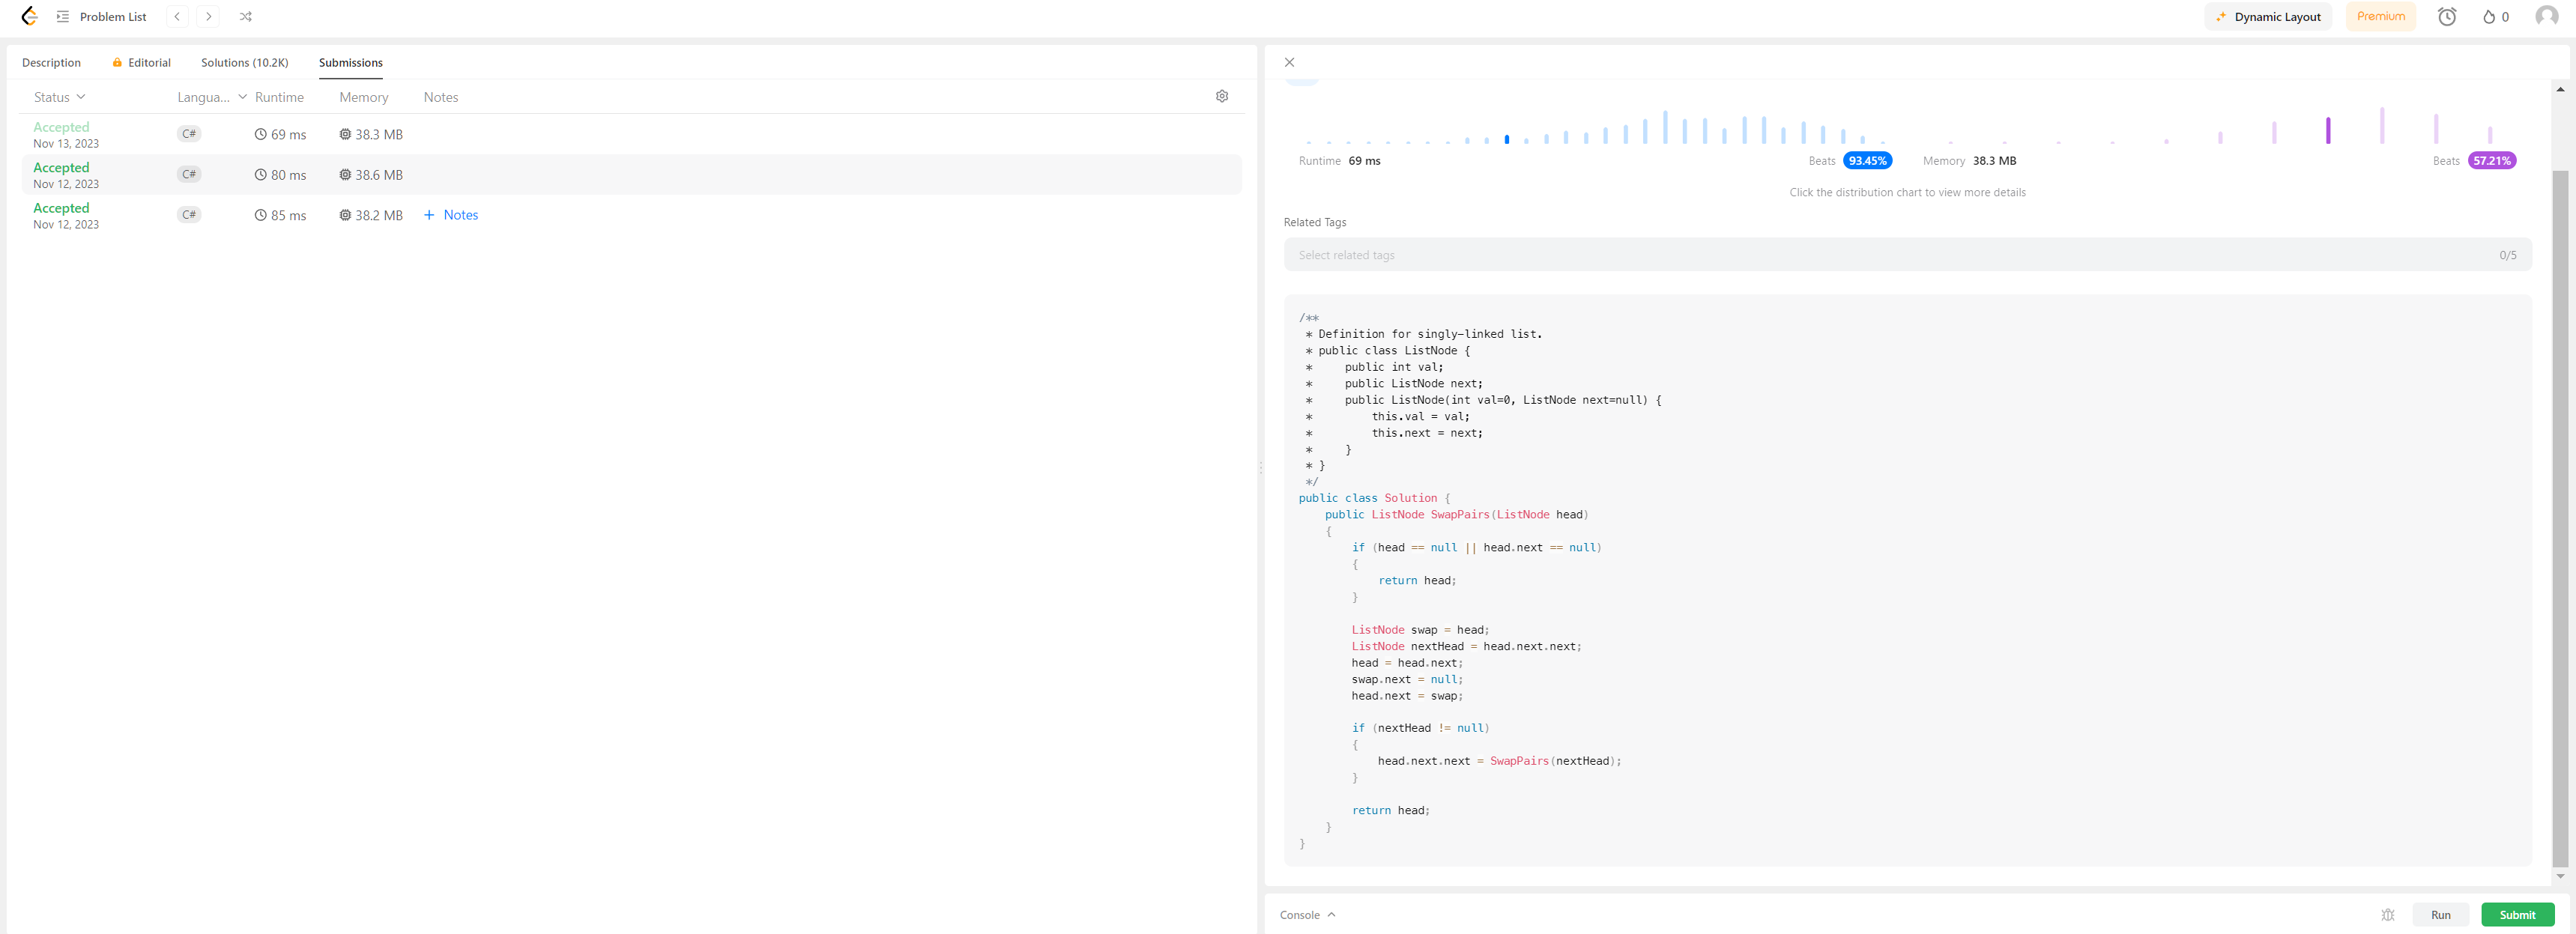 Problem List
Dynamic Layout
Premium
0
Description
Editorial
Solutions (10.2K)
Submissions
Status
Langua...
Runtime
Memory
Notes
Accepted
Nov 13, 2023
C#
69 ms
38.3 MB
Accepted
Nov 12, 2023
C#
80 ms
38.6 MB
Accepted
Nov 12, 2023
C#
85 ms
38.2 MB
+ Notes
Runtime 69 ms
Beats 93.45%
Memory 38.3 MB
Beats 57.21%
Click the distribution chart to view more details
Related Tags
Select related tags
0/5
/**
 * Definition for singly-linked list.
 * public class ListNode {
 *     public int val;
 *     public ListNode next;
 *     public ListNode(int val=0, ListNode next=null) {
 *         this.val = val;
 *         this.next = next;
 *     }
 * }
 */
public class Solution {
    public ListNode SwapPairs(ListNode head)
    {
        if (head == null || head.next == null)
        {
            return head;
        }

        ListNode swap = head;
        ListNode nextHead = head.next.next;
        head = head.next;
        swap.next = null;
        head.next = swap;

        if (nextHead != null)
        {
            head.next.next = SwapPairs(nextHead);
        }

        return head;
    }
}
Console
Run
Submit